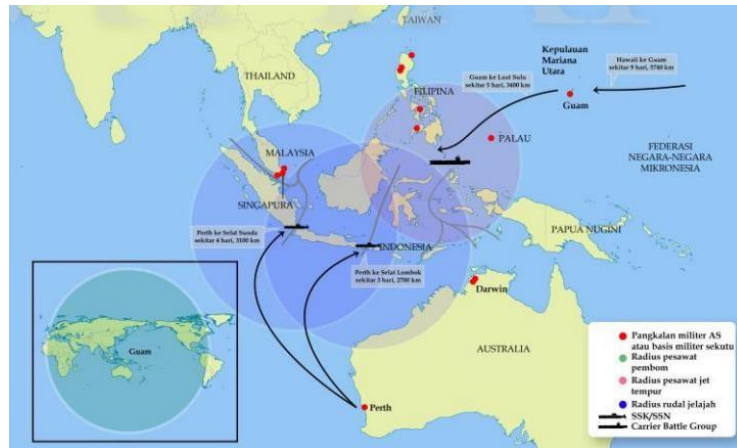 TAIWAN
Kepulauan
Mariana
Utara
Hawaii ke Guam
sekitar 9 hari, 5780 km
THAILAND
Guam ke Laut Sulu
sekitar 5 hari, 3400 km
FILIPINA
Guam
PALAU
MALAYSIA
FEDERASI
NEGARA-NEGARA
MIKRONESIA
SINGAPURA
Perth ke Selat Sunda
sekitar 4 hari, 3100 km
INDONESIA
PAPUA NUGINI
Perth ke Selat Lombok
sekitar 3 hari, 2700 km
Darwin
Guam
AUSTRALIA
Perth
Pangkalan militer AS
atau basis militer sekutu
Radius pesawat
pembom
Radius pesawat jet
tempur
Radius rudal jelajah
SSK/SSN
Carrier Battle Group